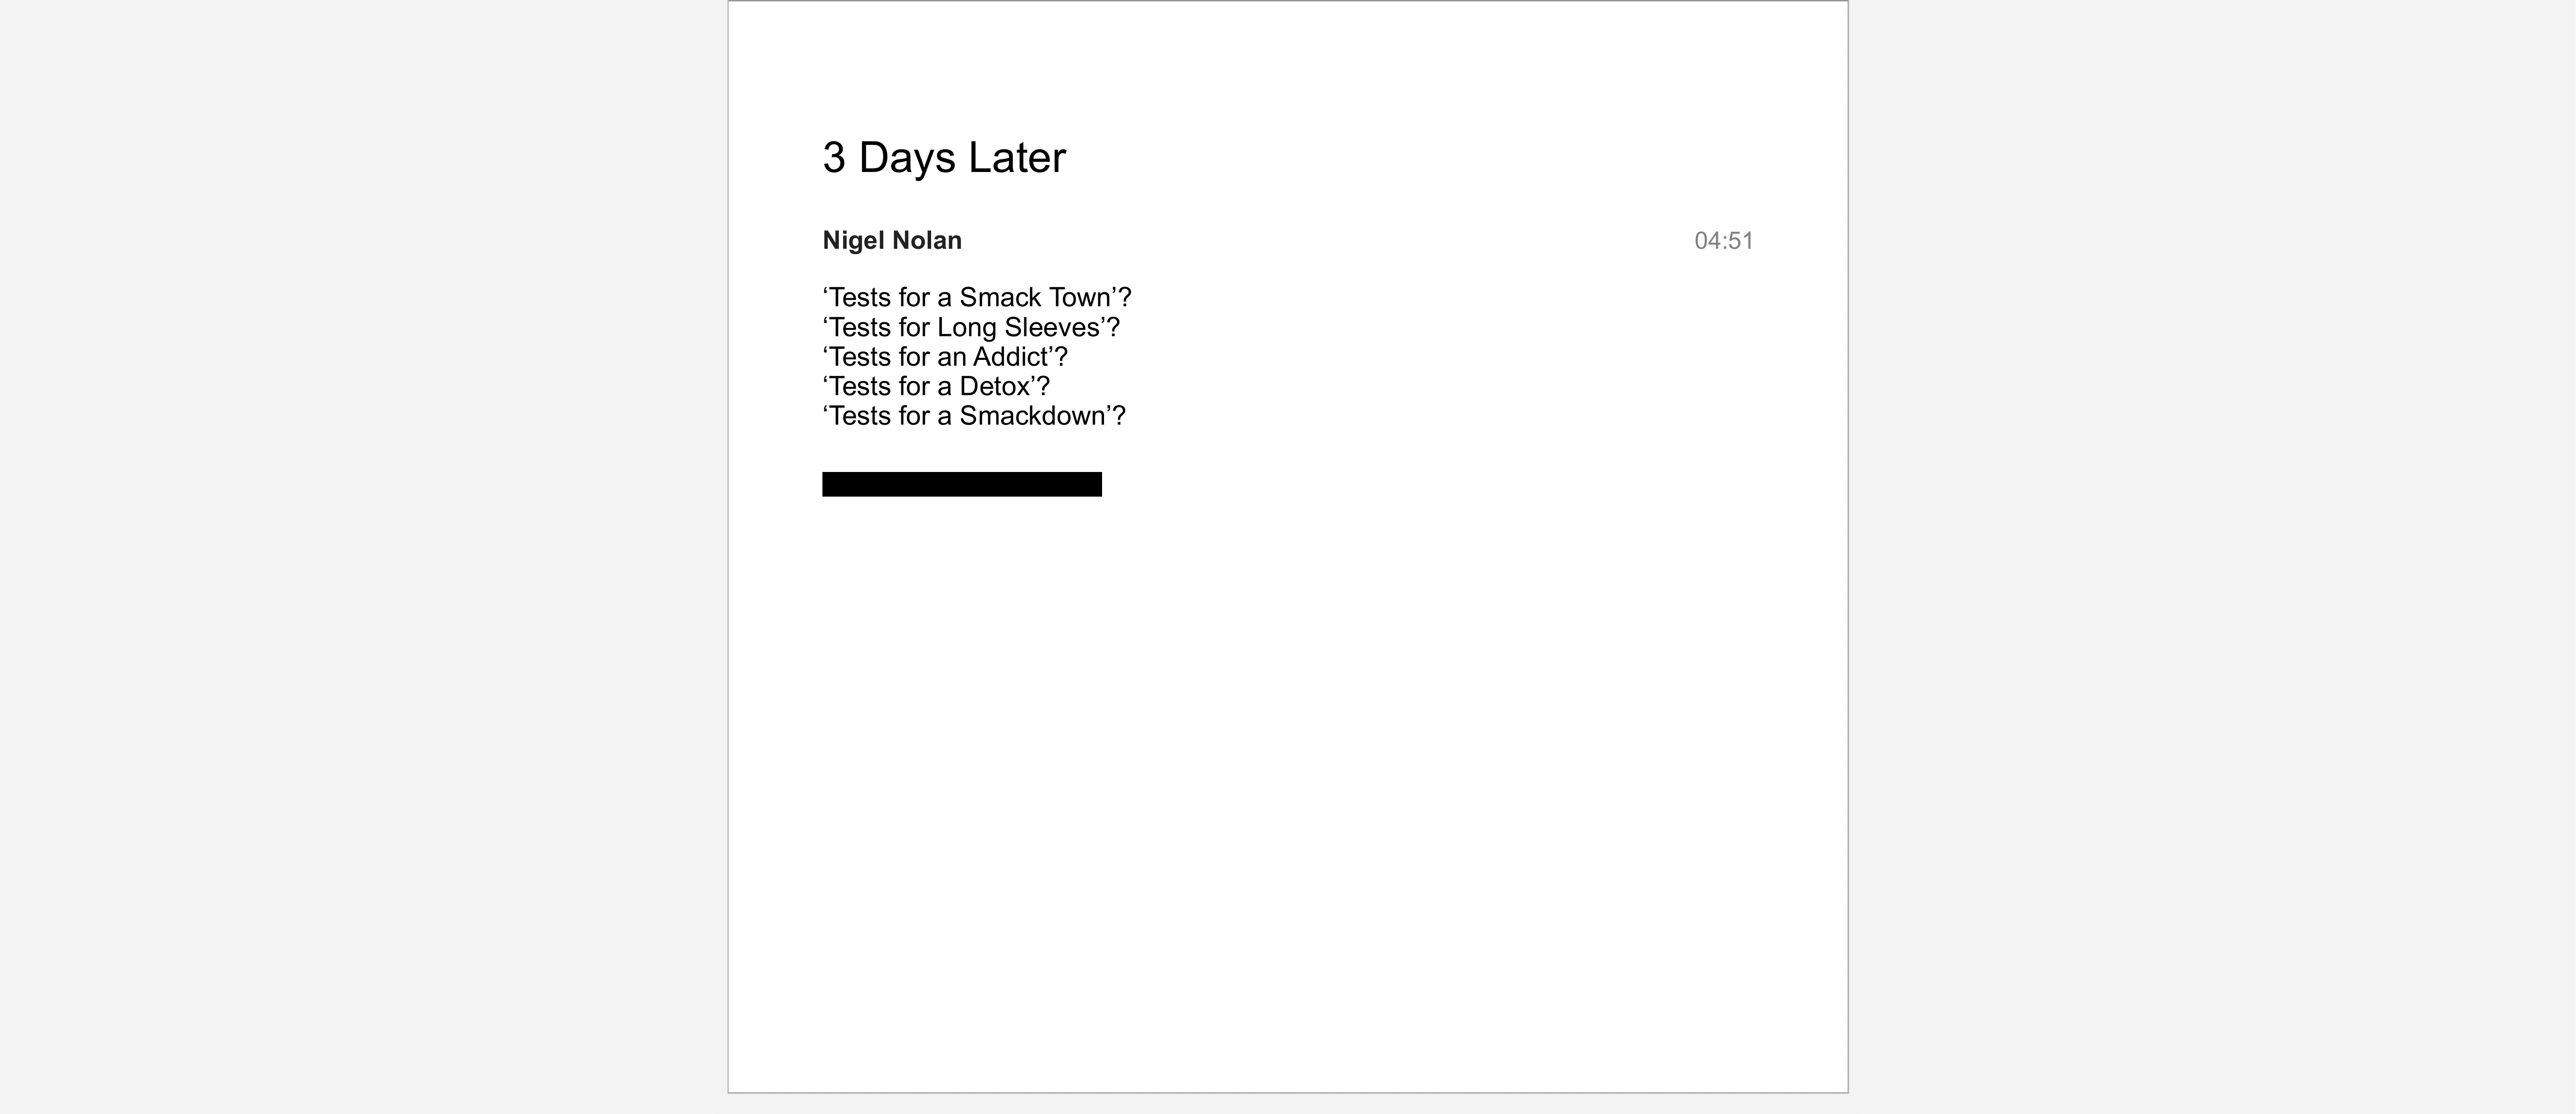 3 Days Later
Nigel Nolan 04:51
‘Tests for a Smack Town’?
‘Tests for Long Sleeves’?
‘Tests for an Addict’?
‘Tests for a Detox’?
‘Tests for a Smackdown’?